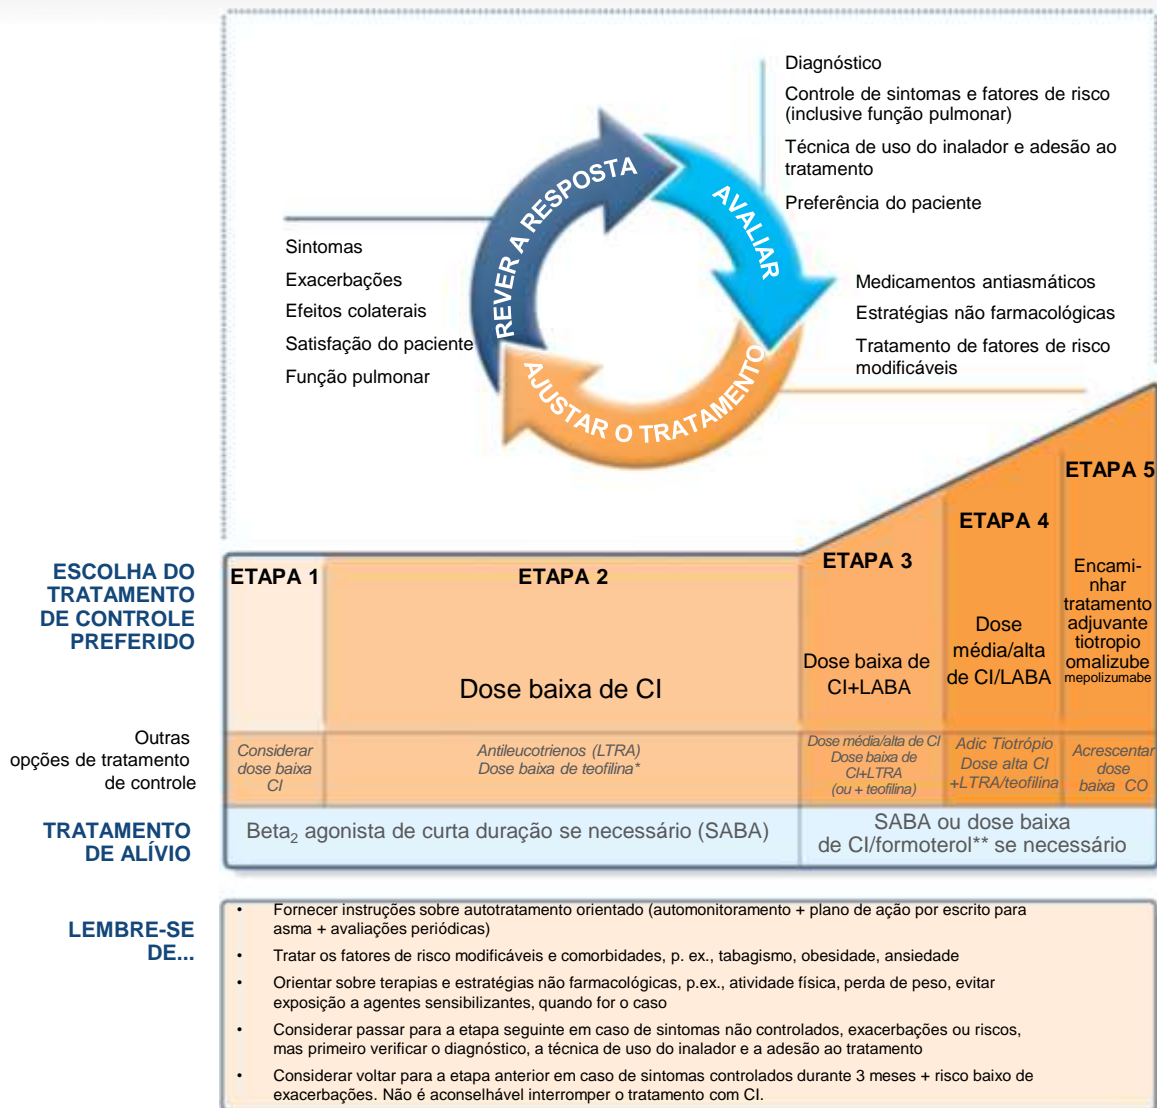 Diagnóstico
Controle de sintomas e fatores de risco
(inclusive função pulmonar)
Técnica de uso do inalador e adesão ao
tratamento
Preferência do paciente
REVER A RESPOSTA
AVALIAR
AJUSTAR O TRATAMENTO
Sintomas
Exacerbações
Efeitos colaterais
Satisfação do paciente
Função pulmonar
Medicamentos antiasmáticos
Estratégias não farmacológicas
Tratamento de fatores de risco
modificáveis
ESCOLHA DO
TRATAMENTO
DE CONTROLE
PREFERIDO
ETAPA 1
ETAPA 2
Dose baixa de CI
ETAPA 3
Dose baixa de
CI+LABA
ETAPA 4
Dose
média/alta
de CI/LABA
ETAPA 5
Encami-
nhar
tratamento
adjuvante
tiotropio
omalizube
mepolizumabe
Outras
opções de tratamento
de controle
Considerar
dose baixa
CI
Antileucotrienos (LTRA)
Dose baixa de teofilina*
Dose média/alta de CI
Dose baixa de
CI+LTRA
(ou + teofilina)
Adic Tiotrópio
Dose alta CI
+LTRA/teofilina
Acrescentar
dose
baixa CO
TRATAMENTO
DE ALÍVIO
Beta₂ agonista de curta duração se necessário (SABA)
SABA ou dose baixa
de CI/formoterol** se necessário
LEMBRE-SE
DE...
• Fornecer instruções sobre autotratamento orientado (automonitoramento + plano de ação por escrito para
asma + avaliações periódicas)
• Tratar os fatores de risco modificáveis e comorbidades, p. ex., tabagismo, obesidade, ansiedade
• Orientar sobre terapias e estratégias não farmacológicas, p.ex., atividade física, perda de peso, evitar
exposição a agentes sensibilizantes, quando for o caso
• Considerar passar para a etapa seguinte em caso de sintomas não controlados, exacerbações ou riscos,
mas primeiro verificar o diagnóstico, a técnica de uso do inalador e a adesão ao tratamento
• Considerar voltar para a etapa anterior em caso de sintomas controlados durante 3 meses + risco baixo de
exacerbações. Não é aconselhável interromper o tratamento com CI.